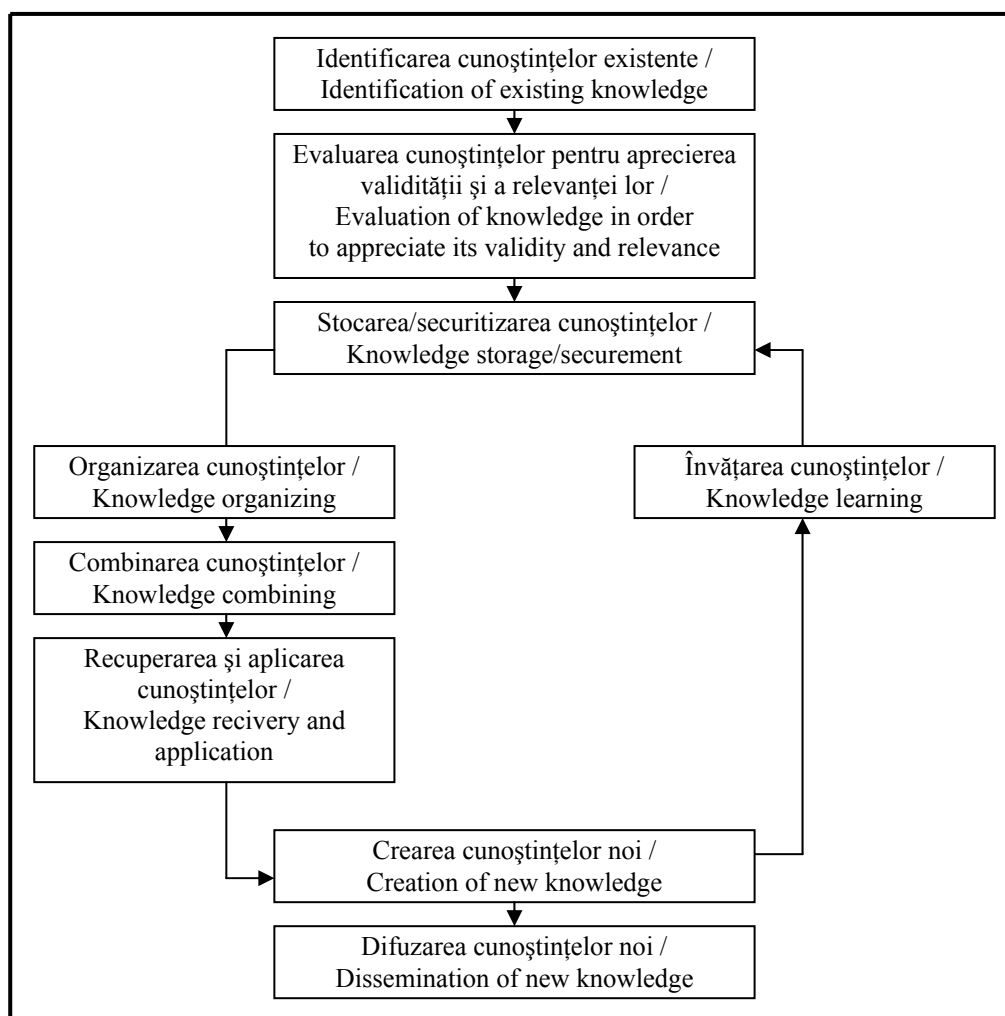 Identificarea cunoştinţelor existente /
Identification of existing knowledge
Evaluarea cunoştinţelor pentru aprecierea
validităţii şi a relevanţei lor /
Evaluation of knowledge in order
to appreciate its validity and relevance
Stocarea/securitizarea cunoştinţelor /
Knowledge storage/securement
Organizarea cunoştinţelor /
Knowledge organizing
Combinarea cunoştinţelor /
Knowledge combining
Recuperarea şi aplicarea
cunoştinţelor /
Knowledge recivery and
application
Învăţarea cunoştinţelor /
Knowledge learning
Crearea cunoştinţelor noi /
Creation of new knowledge
Difuzarea cunoştinţelor noi /
Dissemination of new knowledge